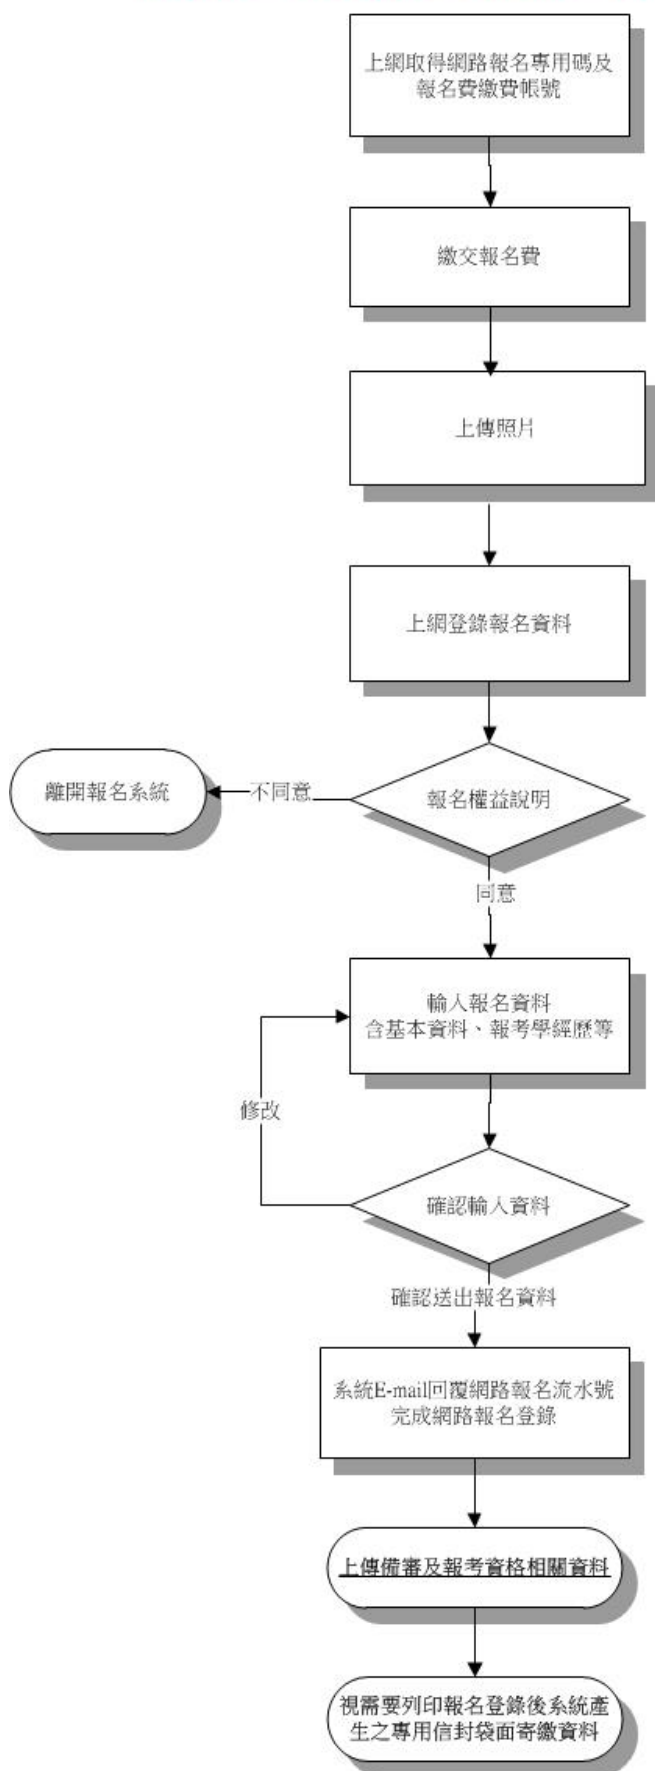 上網取得網路報名專用碼及
報名費繳費帳號
繳交報名費
上傳照片
上網登錄報名資料
報名權益說明
不同意
離開報名系統
同意
輸入報名資料
含基本資料、報考學經歷等
修改
確認輸入資料
確認送出報名資料
系統E-mail回覆網路報名流水號
完成網路報名登錄
上傳備審及報考資格相關資料
視需要列印報名登錄後系統產
生之專用信封袋面寄繳資料